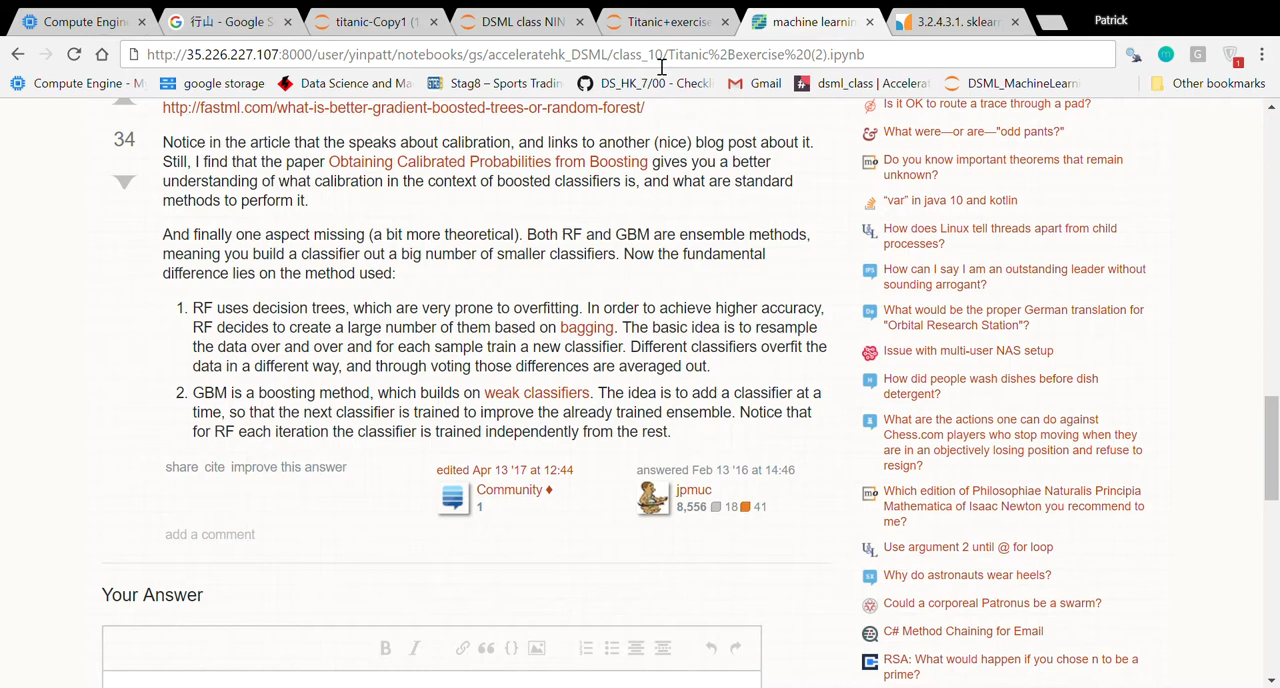 Compute Engine
行山 - Google S
titanic-Copy1 (1
DSML class NIN
Titanic+exercise
machine learning
3.2.4.3.1. sklear
Patrick
http://35.226.227.107:8000/user/yinpatt/notebooks/gs/acceleratehk_DSML/class_10/Titanic%2Bexercise%20(2).ipynb
1
Compute Engine - My
google storage
Data Science and Ma
Stag8 – Sports Tradin
DS_HK_7/00 - Checkl
Gmail
dsml_class | Accelerat
DSML_MachineLearni
Other bookmarks
http://fastml.com/what-is-better-gradient-boosted-trees-or-random-forest/
34
Notice in the article that the speaks about calibration, and links to another (nice) blog post about it.
Still, I find that the paper Obtaining Calibrated Probabilities from Boosting gives you a better
understanding of what calibration in the context of boosted classifiers is, and what are standard
methods to perform it.
And finally one aspect missing (a bit more theoretical). Both RF and GBM are ensemble methods,
meaning you build a classifier out a big number of smaller classifiers. Now the fundamental
difference lies on the method used:
1. RF uses decision trees, which are very prone to overfitting. In order to achieve higher accuracy,
RF decides to create a large number of them based on bagging. The basic idea is to resample
the data over and over and for each sample train a new classifier. Different classifiers overfit the
data in a different way, and through voting those differences are averaged out.
2. GBM is a boosting method, which builds on weak classifiers. The idea is to add a classifier at a
time, so that the next classifier is trained to improve the already trained ensemble. Notice that
for RF each iteration the classifier is trained independently from the rest.
share cite improve this answer
edited Apr 13 '17 at 12:44
Community ♦
1
answered Feb 13 '16 at 14:46
jpmuc
8,556 18 41
add a comment
Your Answer
Is it OK to route a trace through a pad?
What were—or are—"odd pants?"
Do you know important theorems that remain
unknown?
“var” in java 10 and kotlin
How does Linux tell threads apart from child
processes?
How can I say I am an outstanding leader without
sounding arrogant?
What would be the proper German translation for
"Orbital Research Station"?
Issue with multi-user NAS setup
How did people wash dishes before dish
detergent?
What are the actions one can do against
Chess.com players who stop moving when they
are in an objectively losing position and refuse to
resign?
Which edition of Philosophiae Naturalis Principia
Mathematica of Isaac Newton you recommend to
me?
Use argument 2 until @ for loop
Why do astronauts wear heels?
Could a corporeal Patronus be a swarm?
C# Method Chaining for Email
RSA: What would happen if you chose n to be a
prime?